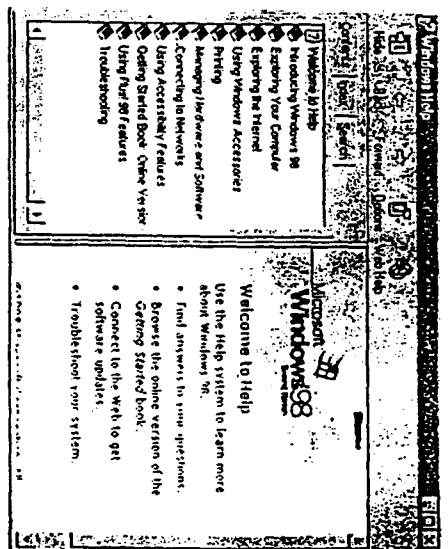 Windows Help
Hide Back Forward Options Web Help
Contents Index Search
Welcome to Help
Introducing Windows 98
Exploring Your Computer
Exploring the Internet
Using Windows Accessories
Printing
Managing Hardware and Software
Connecting to Networks
Using Accessibility Features
Getting Started Book: Online Version
Using Plus! 98 Features
Troubleshooting
Microsoft
Windows 98
Second Edition
Welcome to Help
Use the Help system to learn more
about Windows 98.
• Find answers to your questions.
• Browse the online version of the
Getting Started book.
• Connect to the Web to get
software updates.
• Troubleshoot your system.